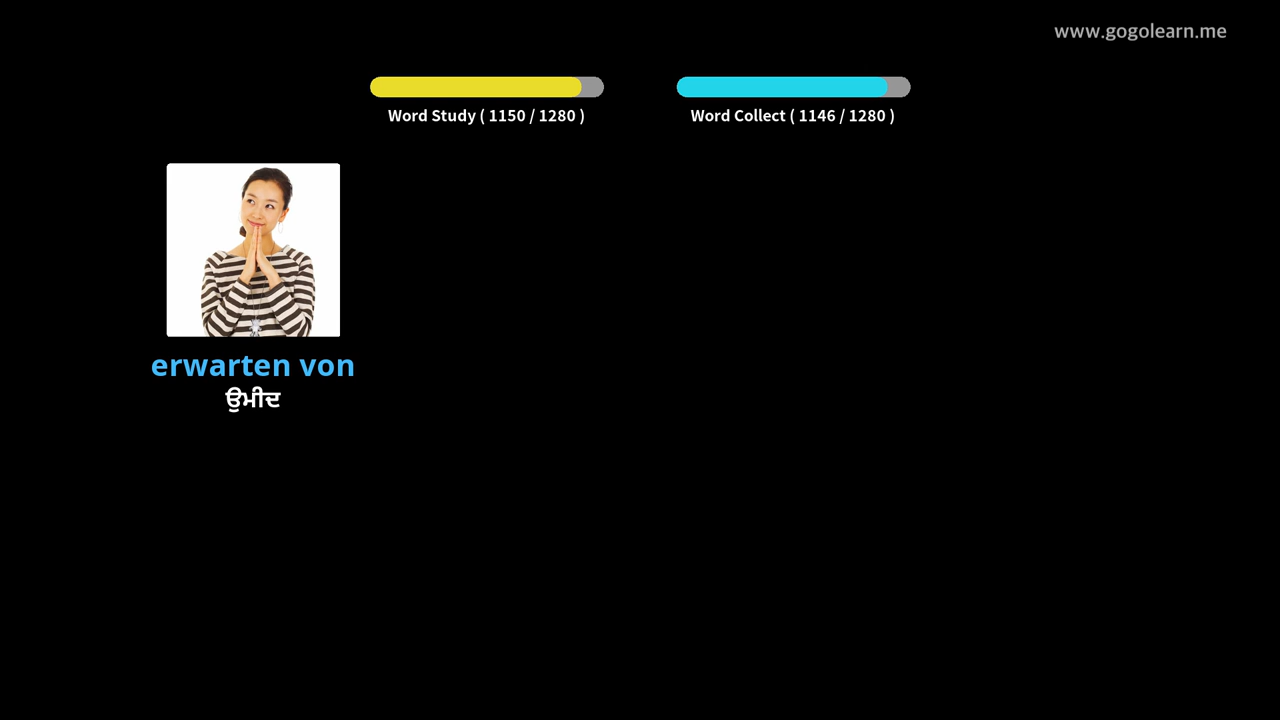 www.gogolearn.me
Word Study ( 1150 / 1280 )
Word Collect ( 1146 / 1280 )
erwarten von
ਉਮੀਦ